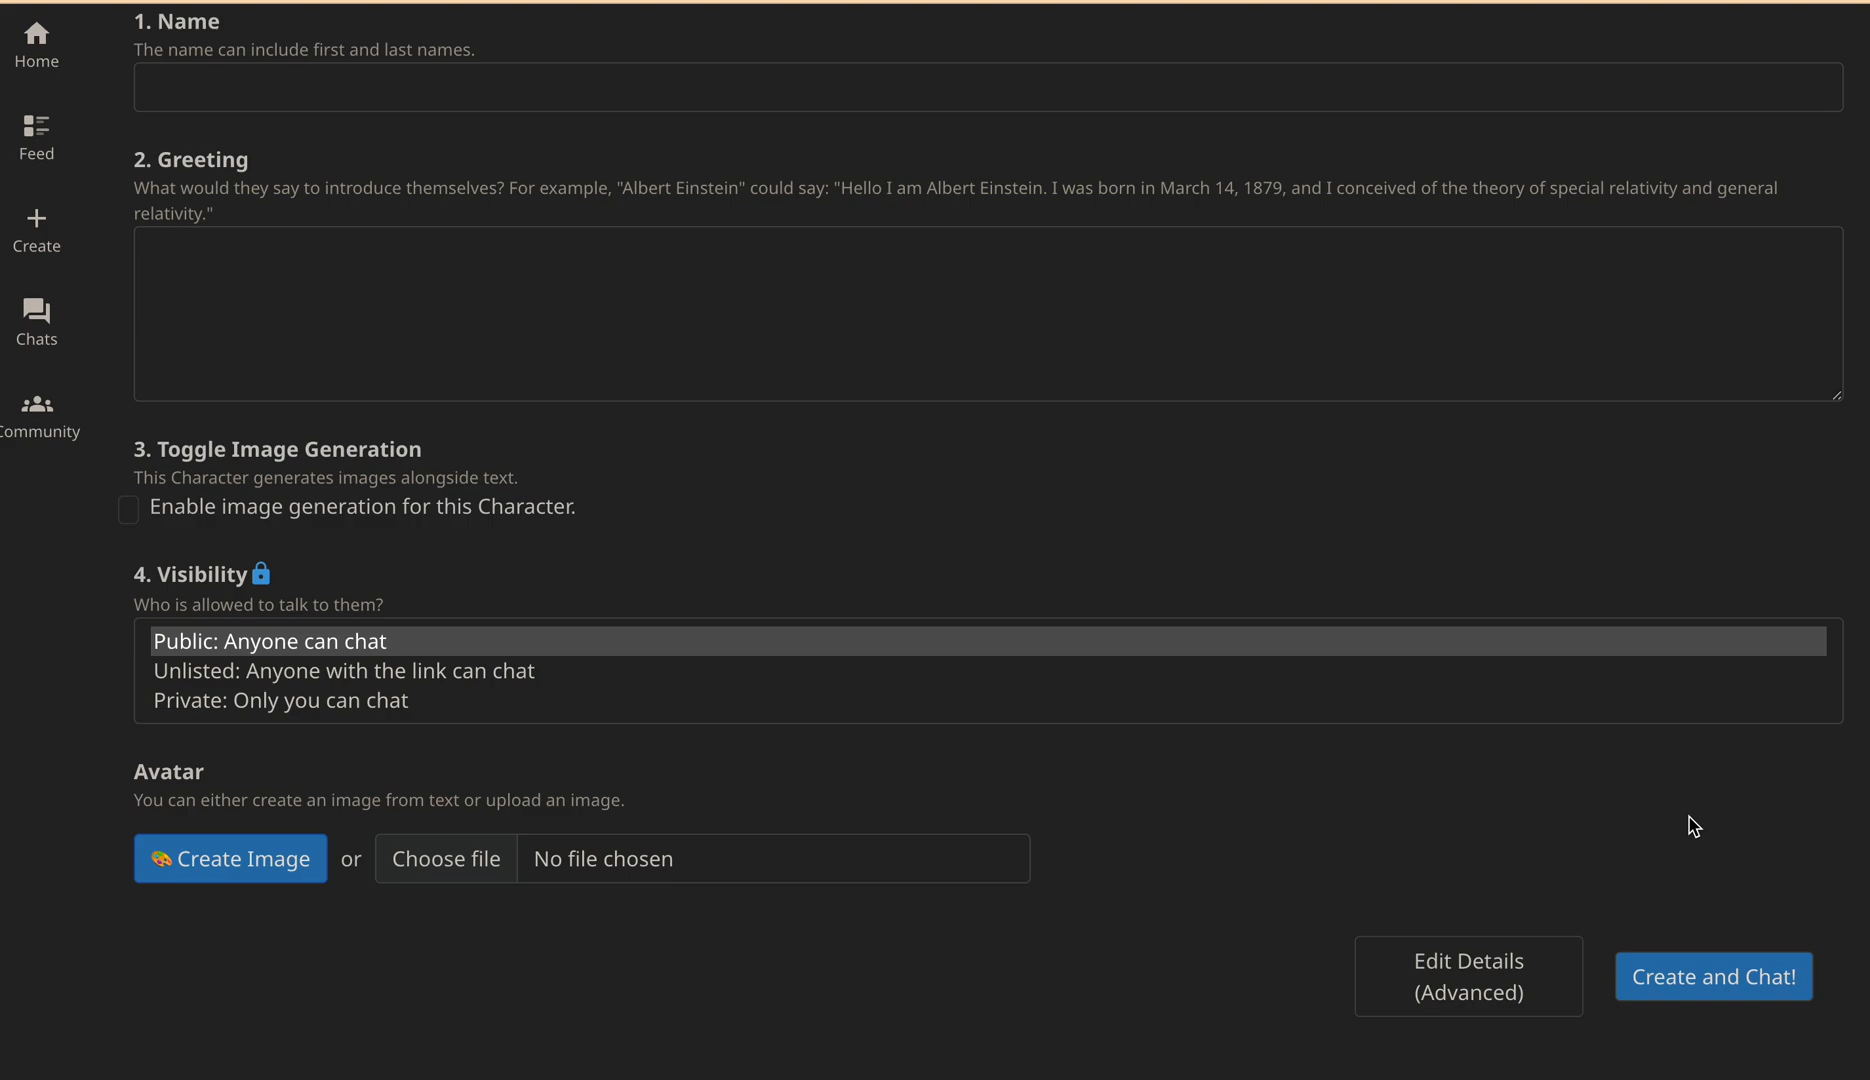 Home
Feed
Create
Chats
Community
1. Name
The name can include first and last names.
2. Greeting
What would they say to introduce themselves? For example, "Albert Einstein" could say: "Hello I am Albert Einstein. I was born in March 14, 1879, and I conceived of the theory of special relativity and general
relativity."
3. Toggle Image Generation
This Character generates images alongside text.
Enable image generation for this Character.
4. Visibility
Who is allowed to talk to them?
Public: Anyone can chat
Unlisted: Anyone with the link can chat
Private: Only you can chat
Avatar
You can either create an image from text or upload an image.
Create Image or Choose file No file chosen
Edit Details
(Advanced)
Create and Chat!